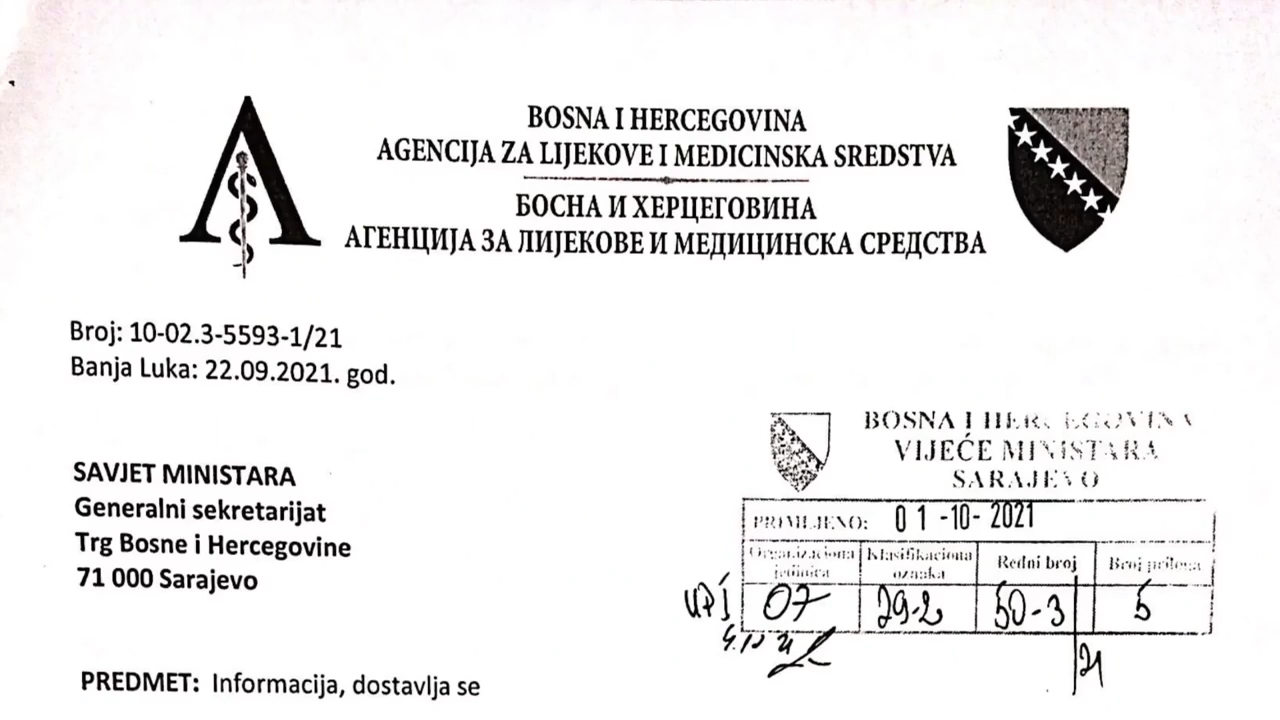 BOSNA I HERCEGOVINA
AGENCIJA ZA LIJEKOVE I MEDICINSKA SREDSTVA
БОСНА И ХЕРЦЕГОВИНА
АГЕНЦИЈА ЗА ЛИЈЕКОВЕ И МЕДИЦИНСКА СРЕДСТВА
Broj: 10-02.3-5593-1/21
Banja Luka: 22.09.2021. god.
SAVJET MINISTARA
Generalni sekretarijat
Trg Bosne i Hercegovine
71 000 Sarajevo
BOSNA I HERCEGOVINA
VIJEĆE MINISTARA
SARAJEVO
PRIMLJENO: 01-10-2021
Organizaciona jedinica Klasifikaciona oznaka Redni broj Broj priloga
07 29-2 50-3 5
21
PREDMET: Informacija, dostavlja se